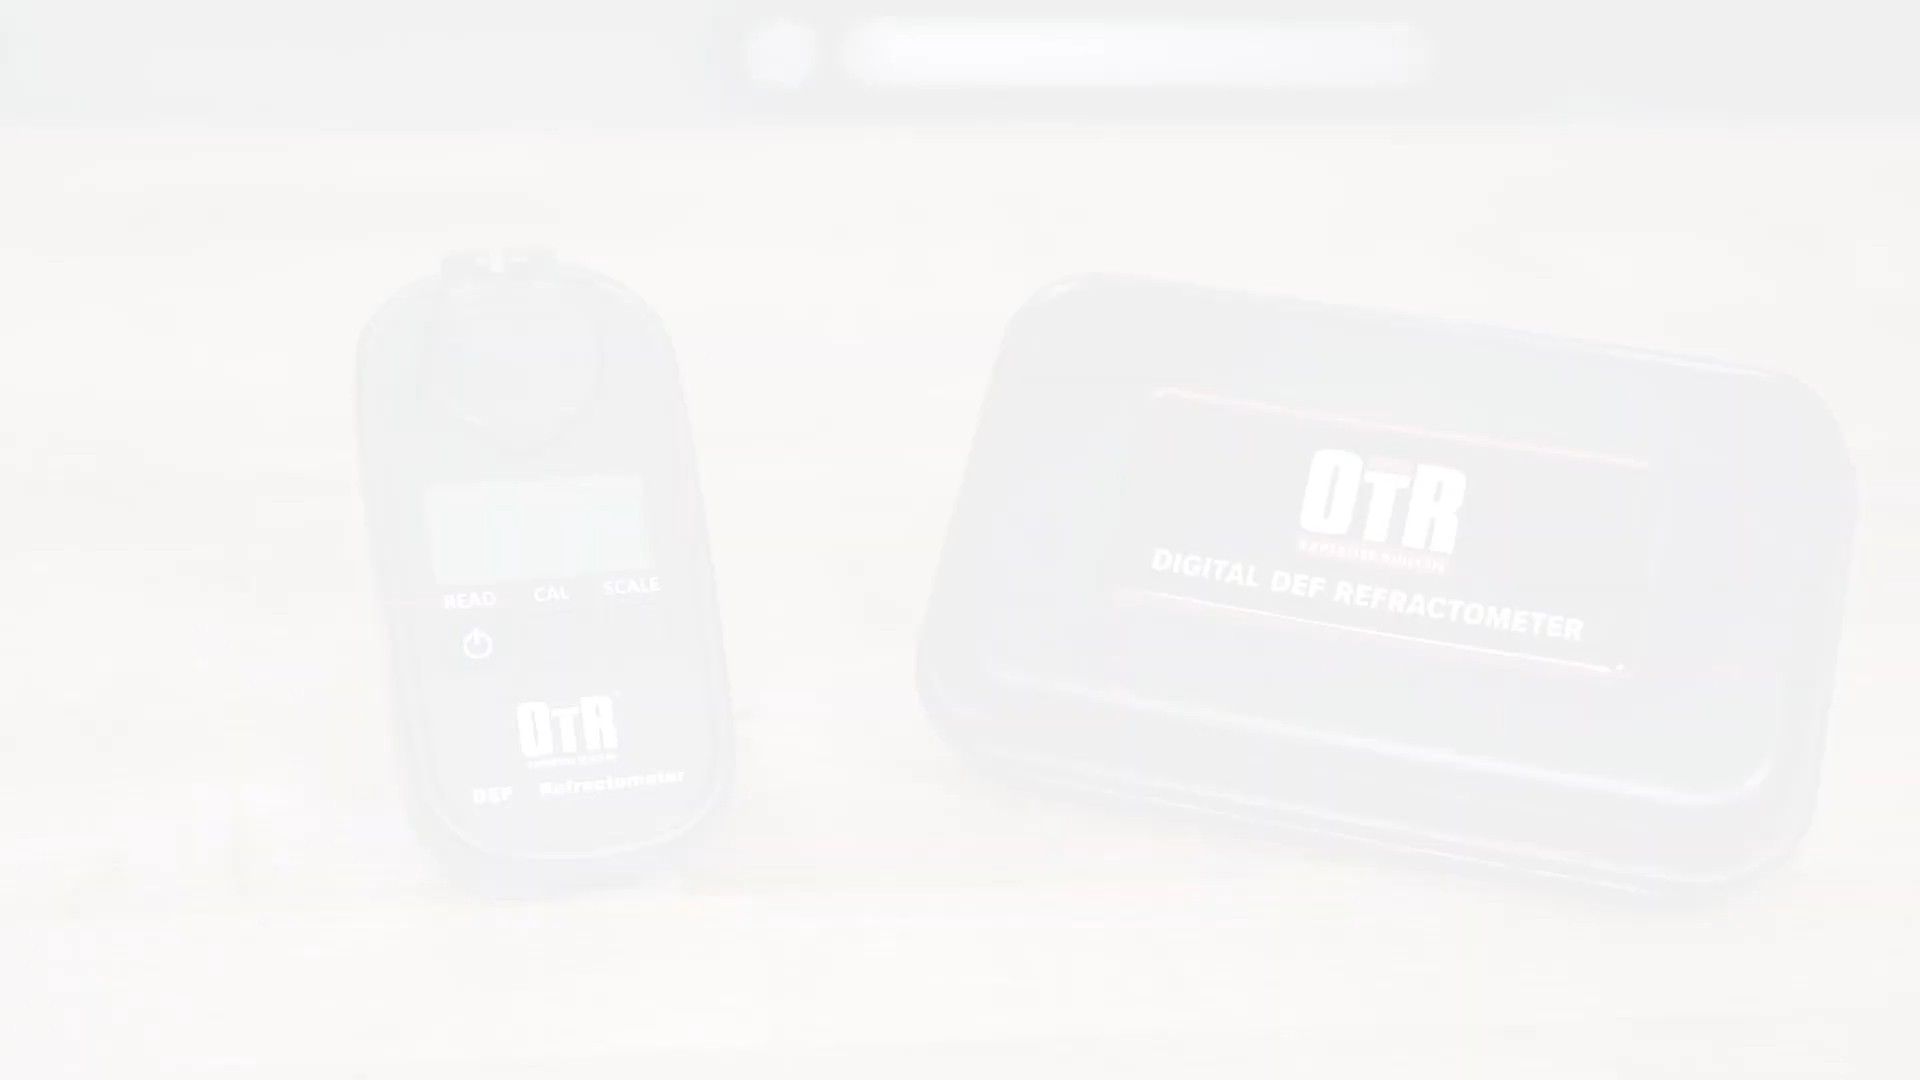 READ CAL SCALE
OTR
DEF Refractometer
OTR
DIGITAL DEF REFRACTOMETER